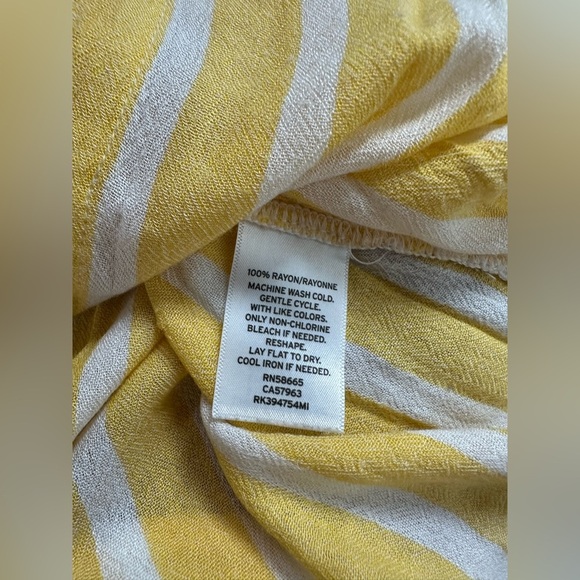 100% RAYON/RAYONNE
MACHINE WASH COLD.
GENTLE CYCLE.
WITH LIKE COLORS.
ONLY NON-CHLORINE
BLEACH IF NEEDED.
RESHAPE.
LAY FLAT TO DRY.
COOL IRON IF NEEDED.
RN58665
CA57963
RK394754MI